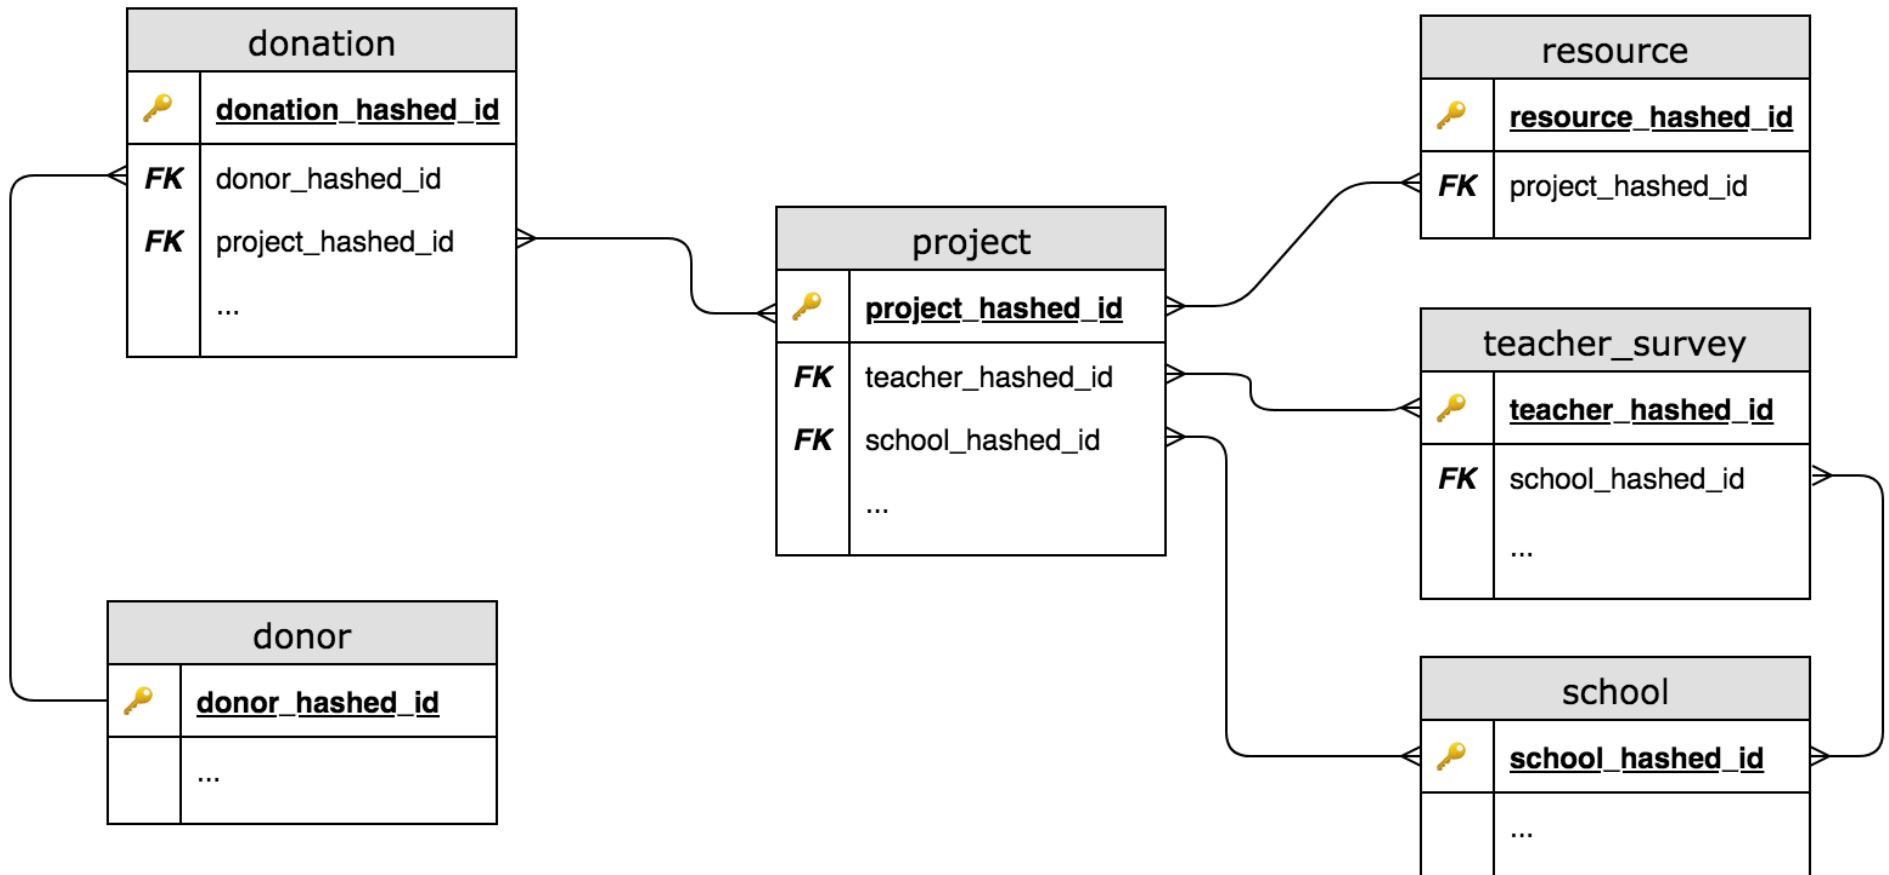 donation
donation_hashed_id
FK donor_hashed_id
FK project_hashed_id
...
donor
donor_hashed_id
...
project
project_hashed_id
FK teacher_hashed_id
FK school_hashed_id
...
resource
resource_hashed_id
FK project_hashed_id
teacher_survey
teacher_hashed_id
FK school_hashed_id
...
school
school_hashed_id
...